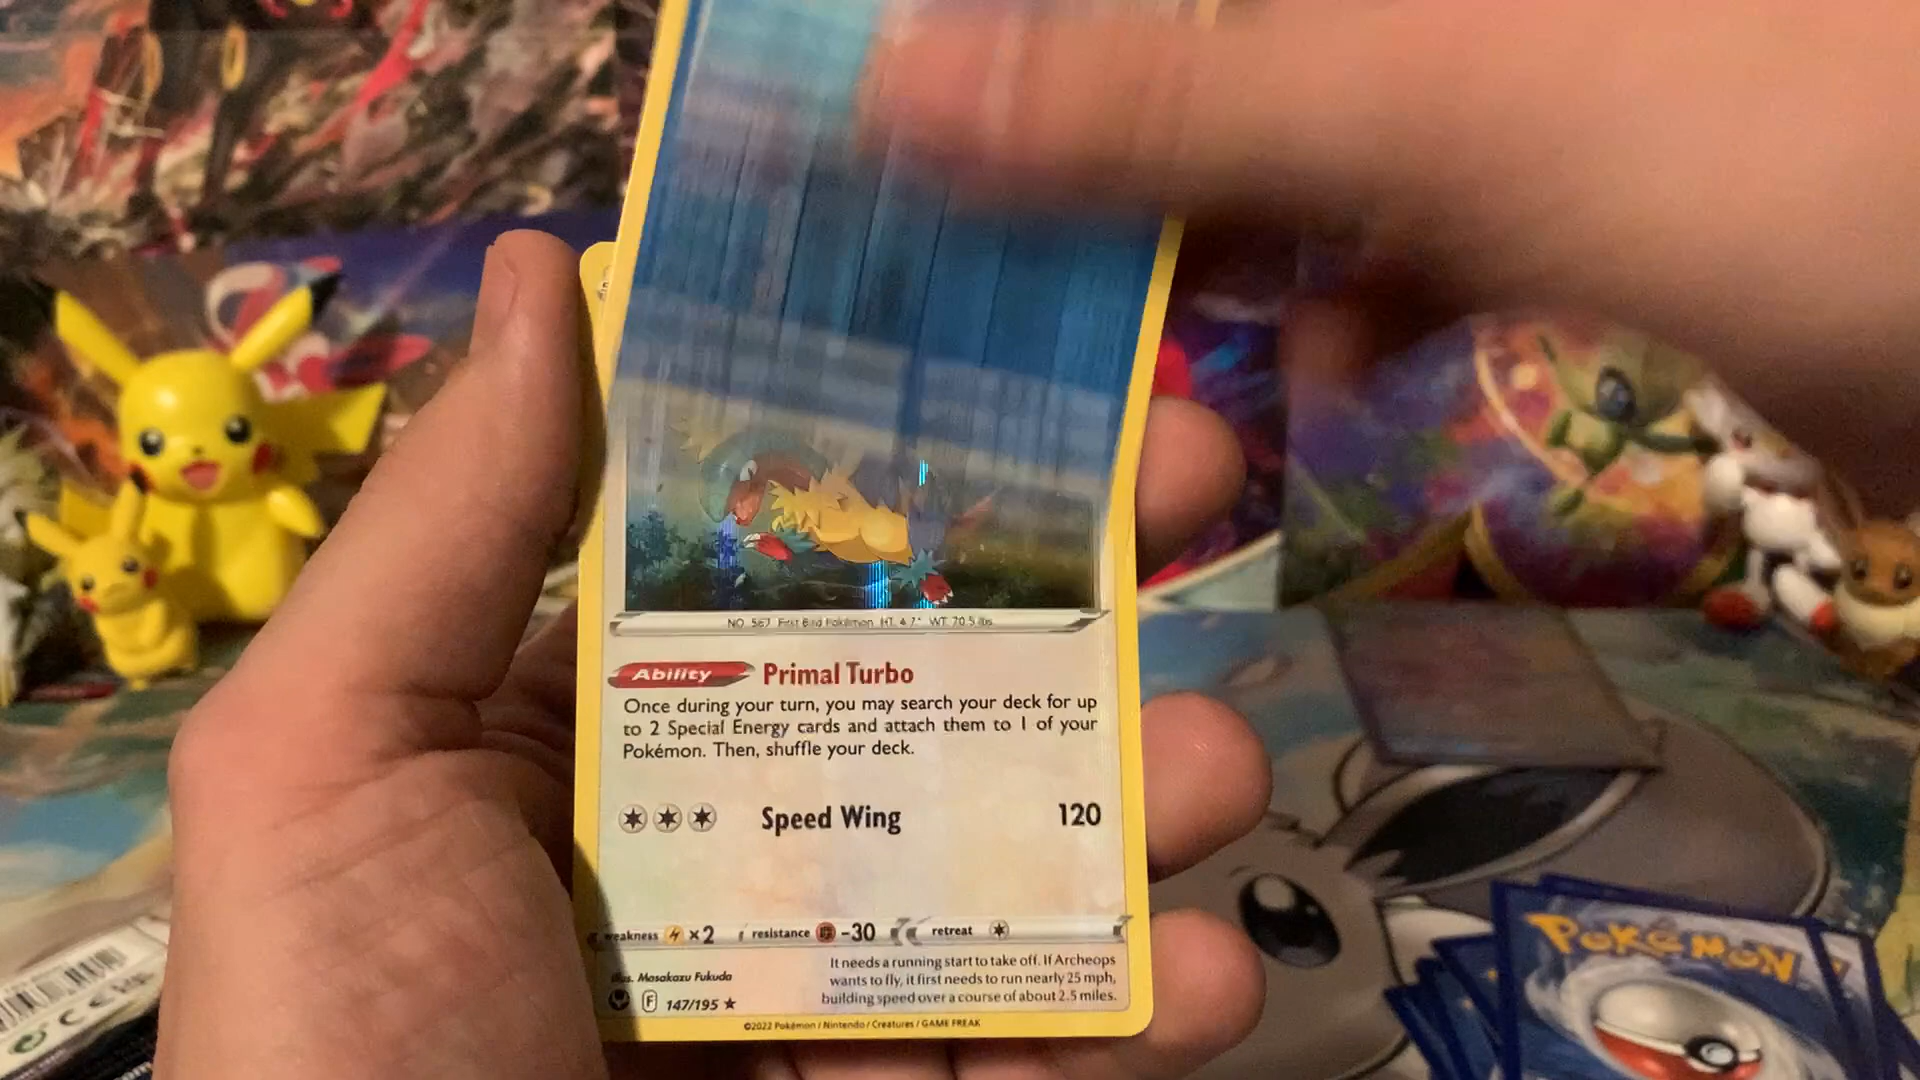 NO. 567 First Bird Pokémon HT. 4'7" WT. 70.5 lbs
Ability Primal Turbo
Once during your turn, you may search your deck for up
to 2 Special Energy cards and attach them to 1 of your
Pokémon. Then, shuffle your deck.
Speed Wing 120
weakness ×2 resistance -30 retreat
It needs a running start to take off. If Archeops
wants to fly, it first needs to run nearly 25 mph,
building speed over a course of about 2.5 miles.
illus. Masakazu Fukuda
F 147/195 ★
©2022 Pokémon / Nintendo / Creatures / GAME FREAK
POKéMON
CE